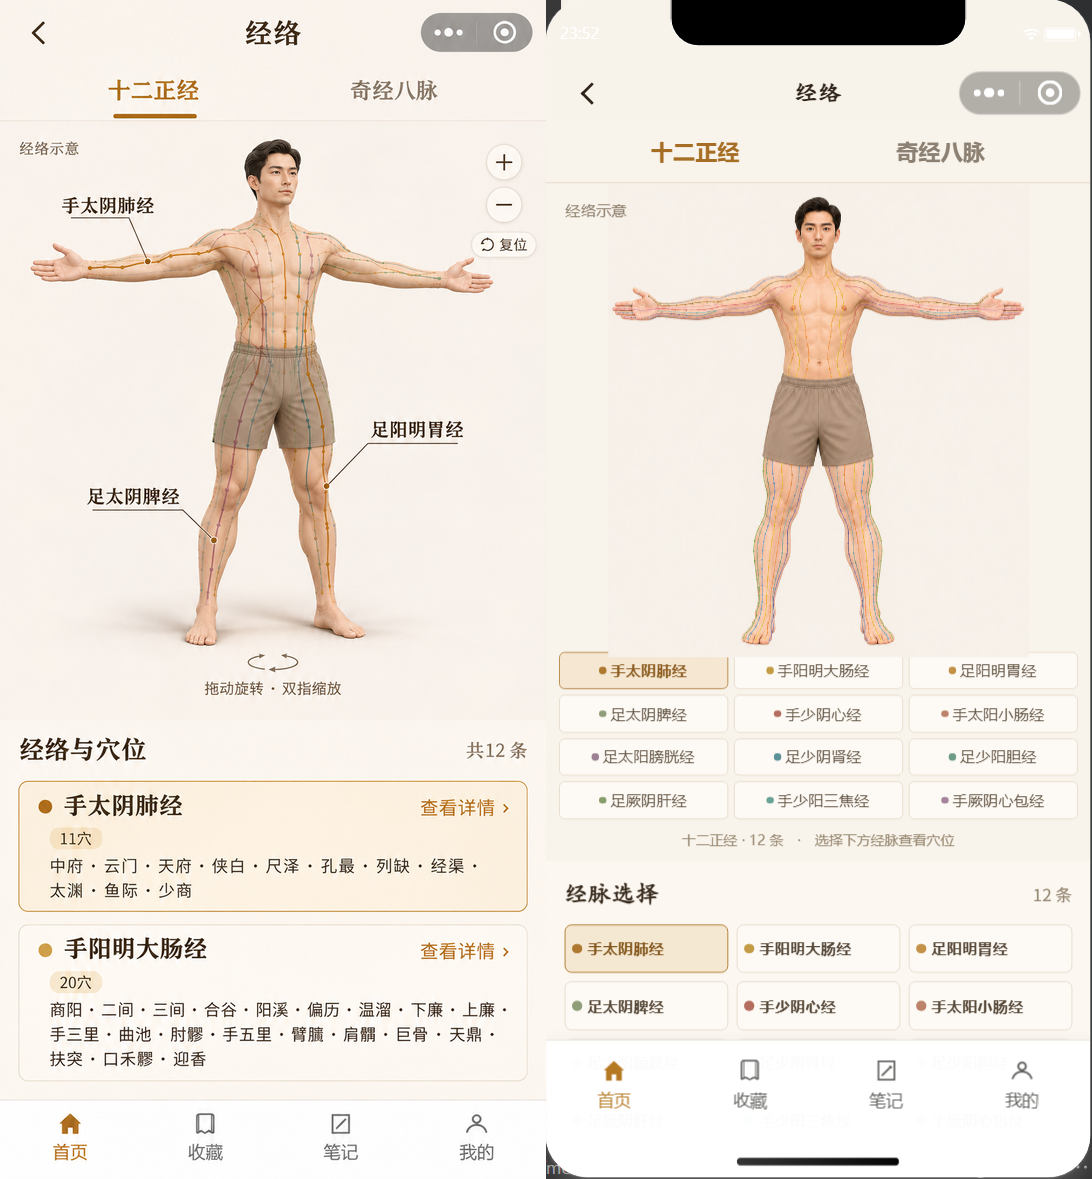 经络
十二正经
奇经八脉
经络示意
手太阴肺经
复位
足阳明胃经
足太阴脾经
拖动旋转 · 双指缩放
经络与穴位
共12 条
手太阴肺经
查看详情 ›
11穴
中府 · 云门 · 天府 · 侠白 · 尺泽 · 孔最 · 列缺 · 经渠 ·
太渊 · 鱼际 · 少商
手阳明大肠经
查看详情 ›
20穴
商阳 · 二间 · 三间 · 合谷 · 阳溪 · 偏历 · 温溜 · 下廉 · 上廉 ·
手三里 · 曲池 · 肘髎 · 手五里 · 臂臑 · 肩髃 · 巨骨 · 天鼎 ·
扶突 · 口禾髎 · 迎香
首页
收藏
笔记
我的
23:52
经络
十二正经
奇经八脉
经络示意
手太阴肺经
手阳明大肠经
足阳明胃经
足太阴脾经
手少阴心经
手太阳小肠经
足太阳膀胱经
足少阴肾经
足少阳胆经
足厥阴肝经
手少阳三焦经
手厥阴心包经
十二正经 · 12 条 · 选择下方经脉查看穴位
经脉选择
12 条
手太阴肺经
手阳明大肠经
足阳明胃经
足太阴脾经
手少阴心经
手太阳小肠经
首页
收藏
笔记
我的